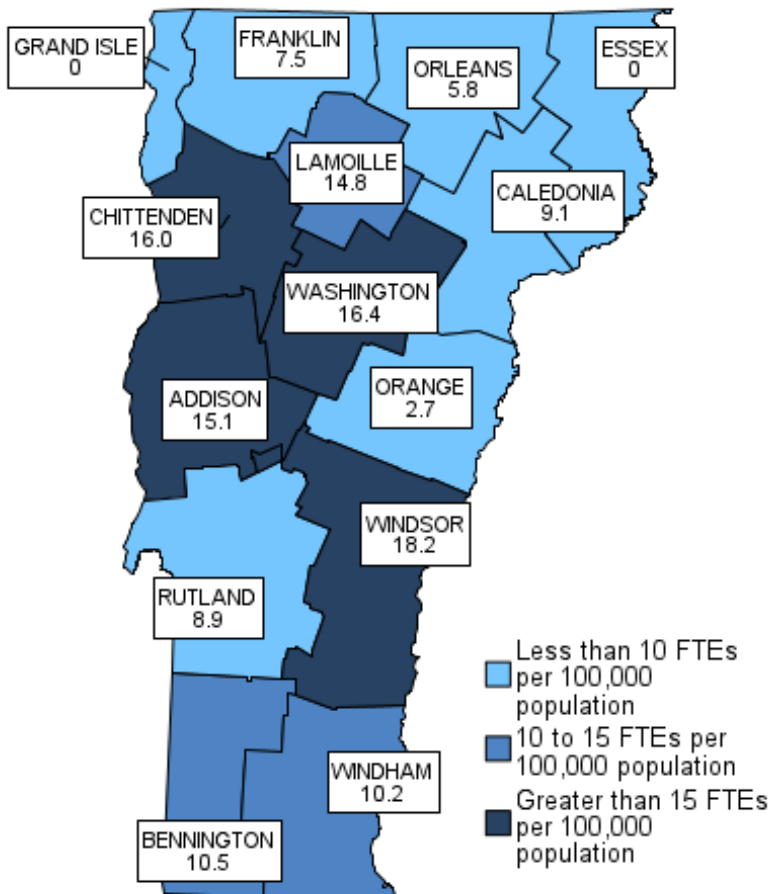 GRAND ISLE
0
FRANKLIN
7.5
ORLEANS
5.8
ESSEX
0
LAMOILLE
14.8
CALEDONIA
9.1
CHITTENDEN
16.0
WASHINGTON
16.4
ADDISON
15.1
ORANGE
2.7
WINDSOR
18.2
RUTLAND
8.9
WINDHAM
10.2
BENNINGTON
10.5
Less than 10 FTEs
per 100,000
population
10 to 15 FTEs per
100,000 population
Greater than 15 FTEs
per 100,000
population